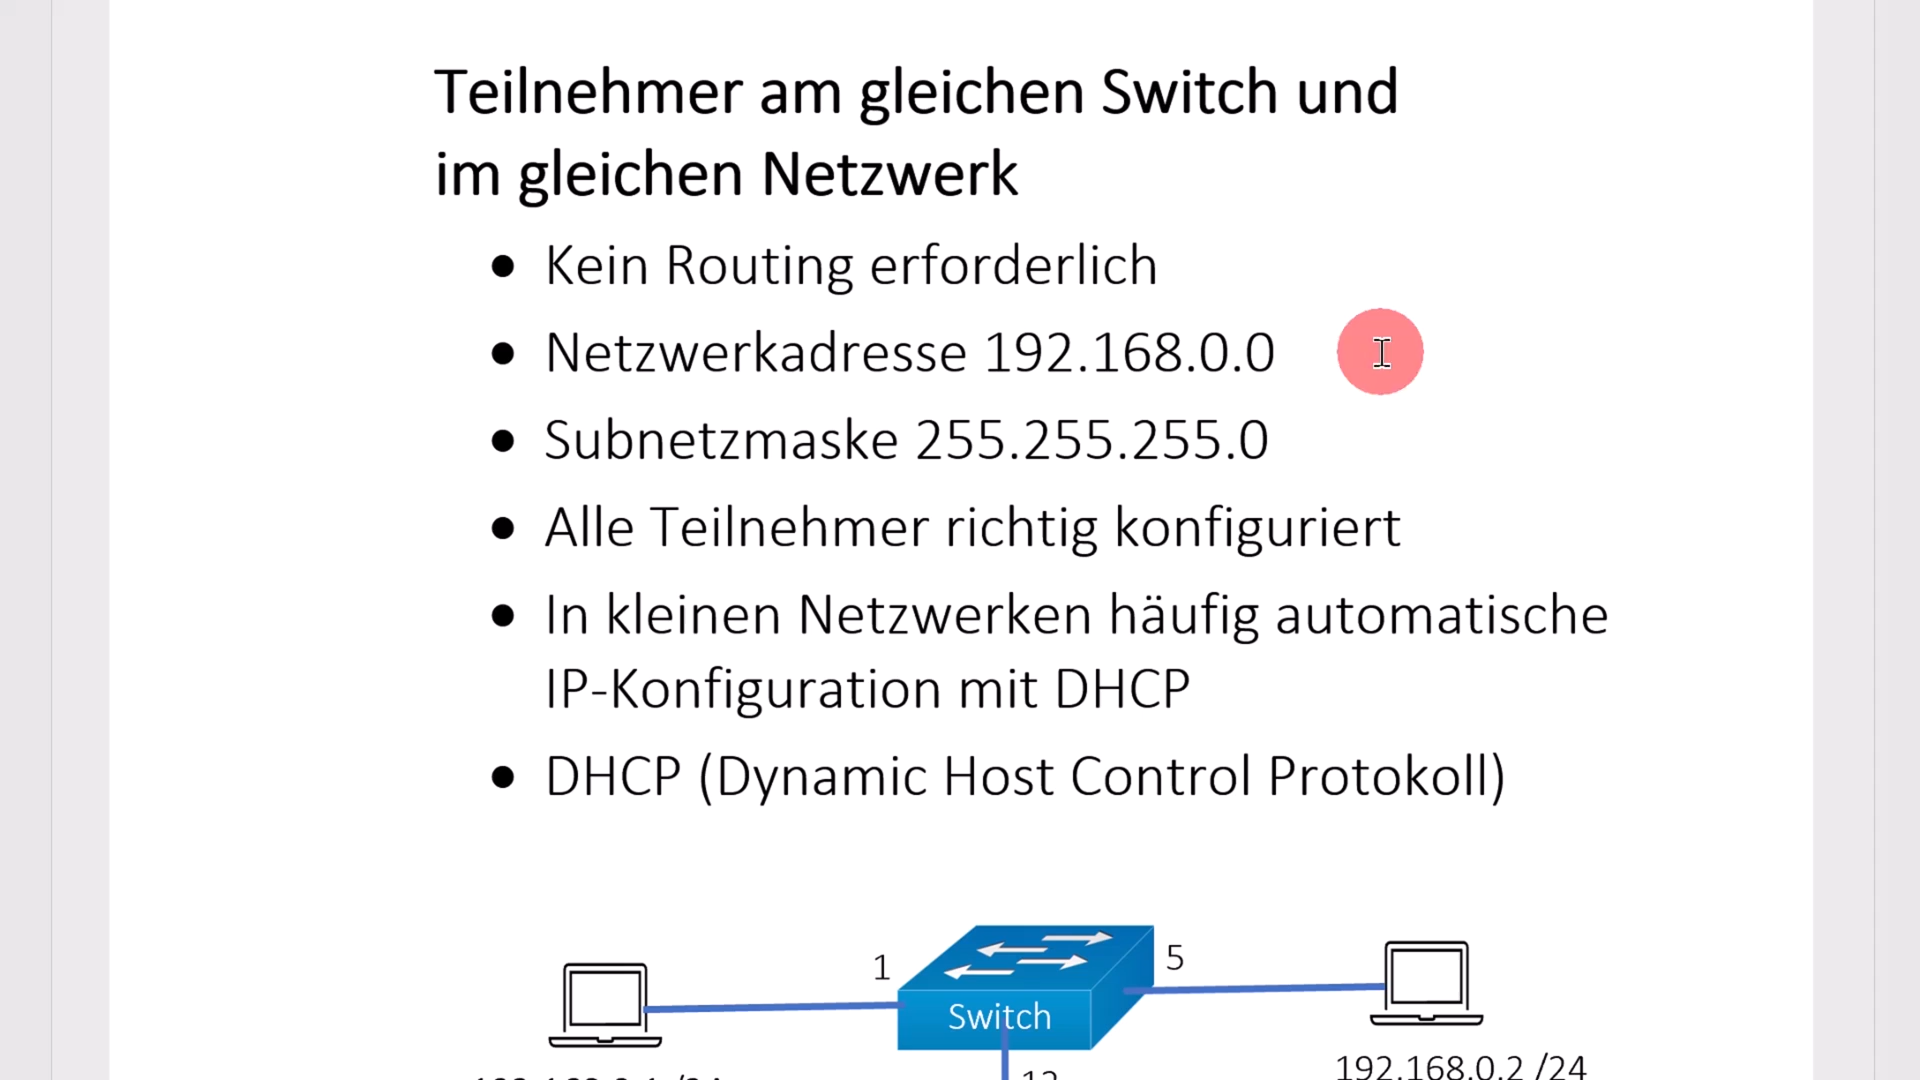 Teilnehmer am gleichen Switch und
im gleichen Netzwerk
● Kein Routing erforderlich
● Netzwerkadresse 192.168.0.0
● Subnetzmaske 255.255.255.0
● Alle Teilnehmer richtig konfiguriert
● In kleinen Netzwerken häufig automatische
IP-Konfiguration mit DHCP
● DHCP (Dynamic Host Control Protokoll)
1
5
Switch
192.168.0.2 /24